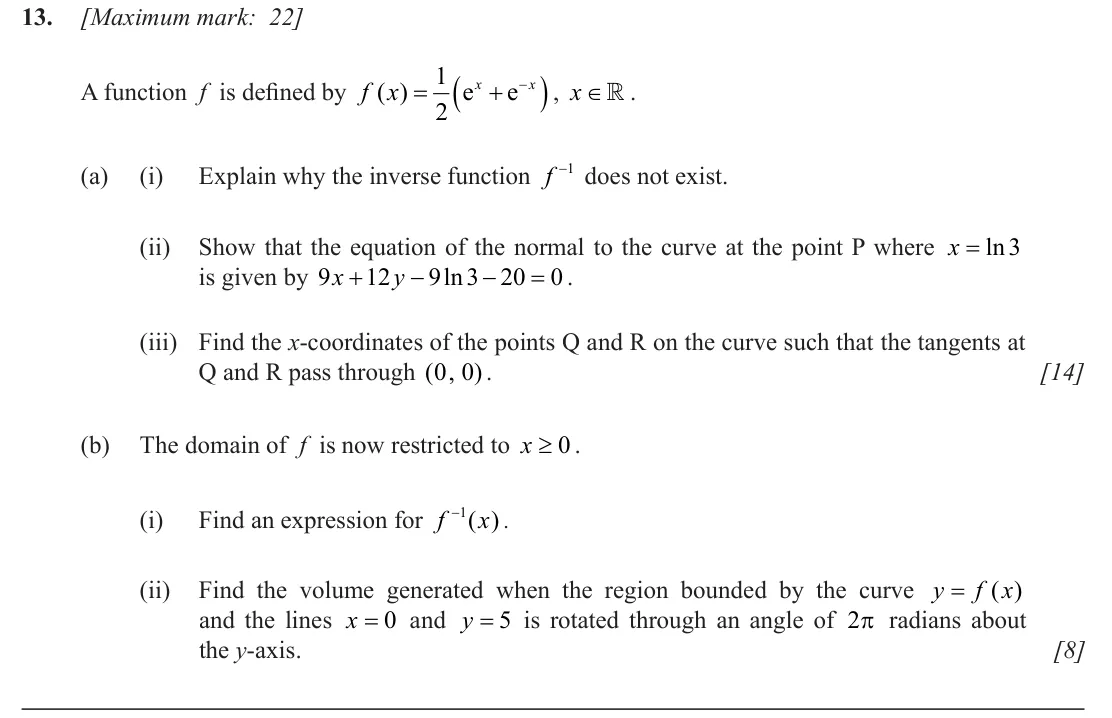 13. [Maximum mark: 22]
A function f is defined by f(x) = 1/2 (eˣ + e⁻ˣ), x ∈ ℝ.
(a) (i) Explain why the inverse function f⁻¹ does not exist.
(ii) Show that the equation of the normal to the curve at the point P where x = ln 3
is given by 9x + 12y − 9 ln 3 − 20 = 0.
(iii) Find the x-coordinates of the points Q and R on the curve such that the tangents at
Q and R pass through (0, 0). [14]
(b) The domain of f is now restricted to x ≥ 0.
(i) Find an expression for f⁻¹(x).
(ii) Find the volume generated when the region bounded by the curve y = f(x)
and the lines x = 0 and y = 5 is rotated through an angle of 2π radians about
the y-axis. [8]